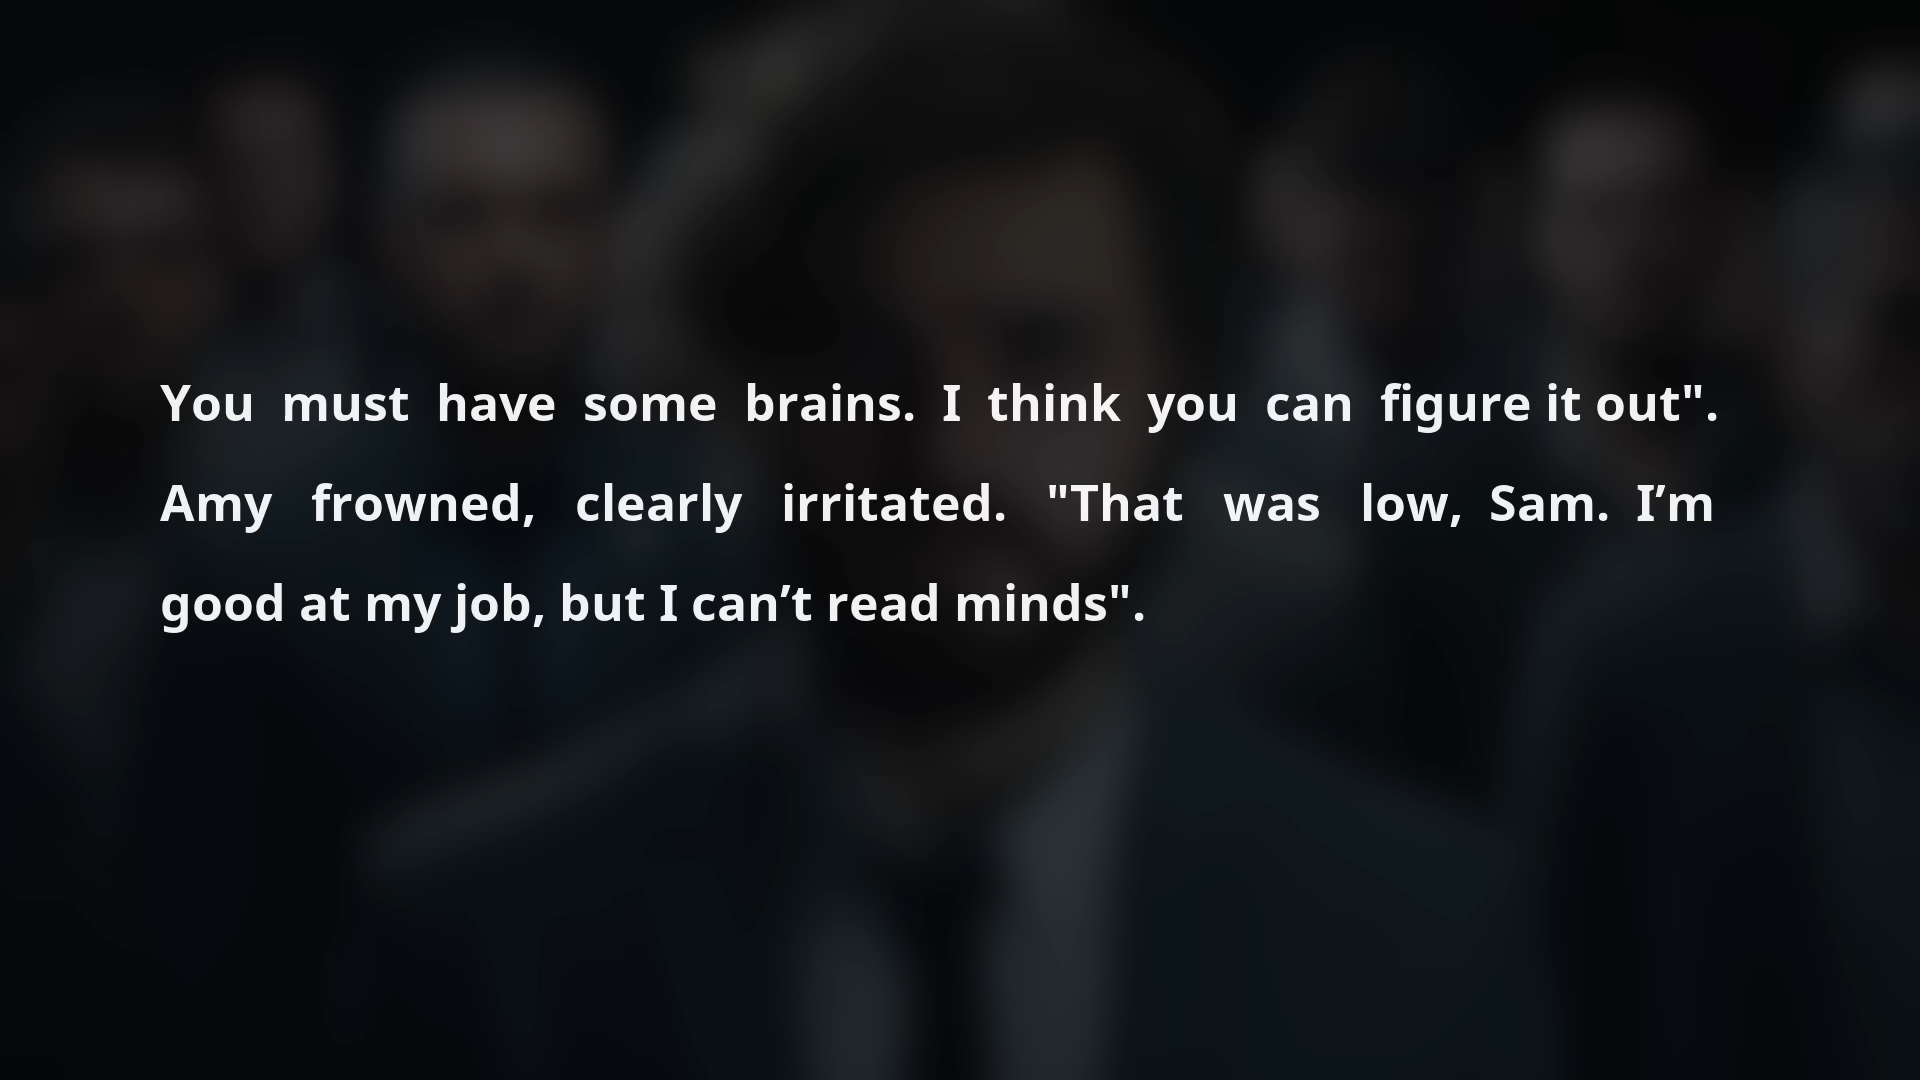 You must have some brains. I think you can figure it out".
Amy frowned, clearly irritated. "That was low, Sam. I’m
good at my job, but I can’t read minds".